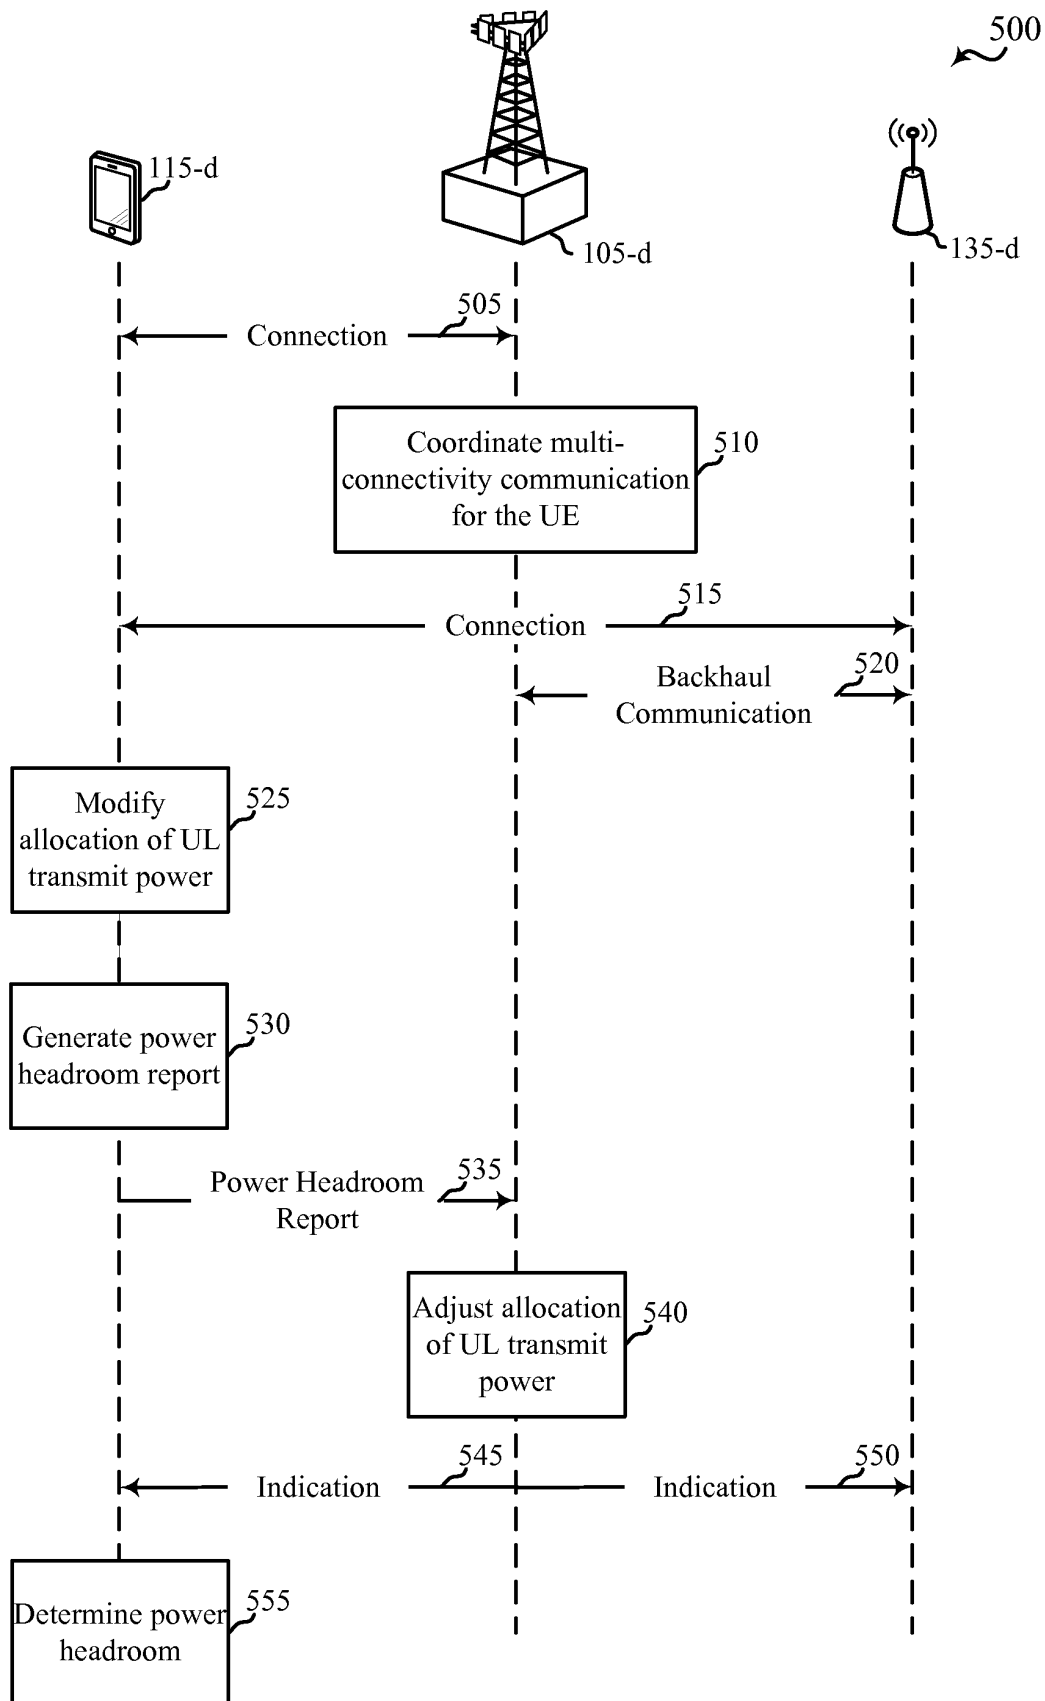 500
115-d
105-d
135-d
505
Connection
Coordinate multi-
connectivity communication
for the UE
510
515
Connection
520
Backhaul
Communication
Modify
allocation of UL
transmit power
525
Generate power
headroom report
530
535
Power Headroom
Report
Adjust allocation
of UL transmit
power
540
545
Indication
550
Indication
Determine power
headroom
555